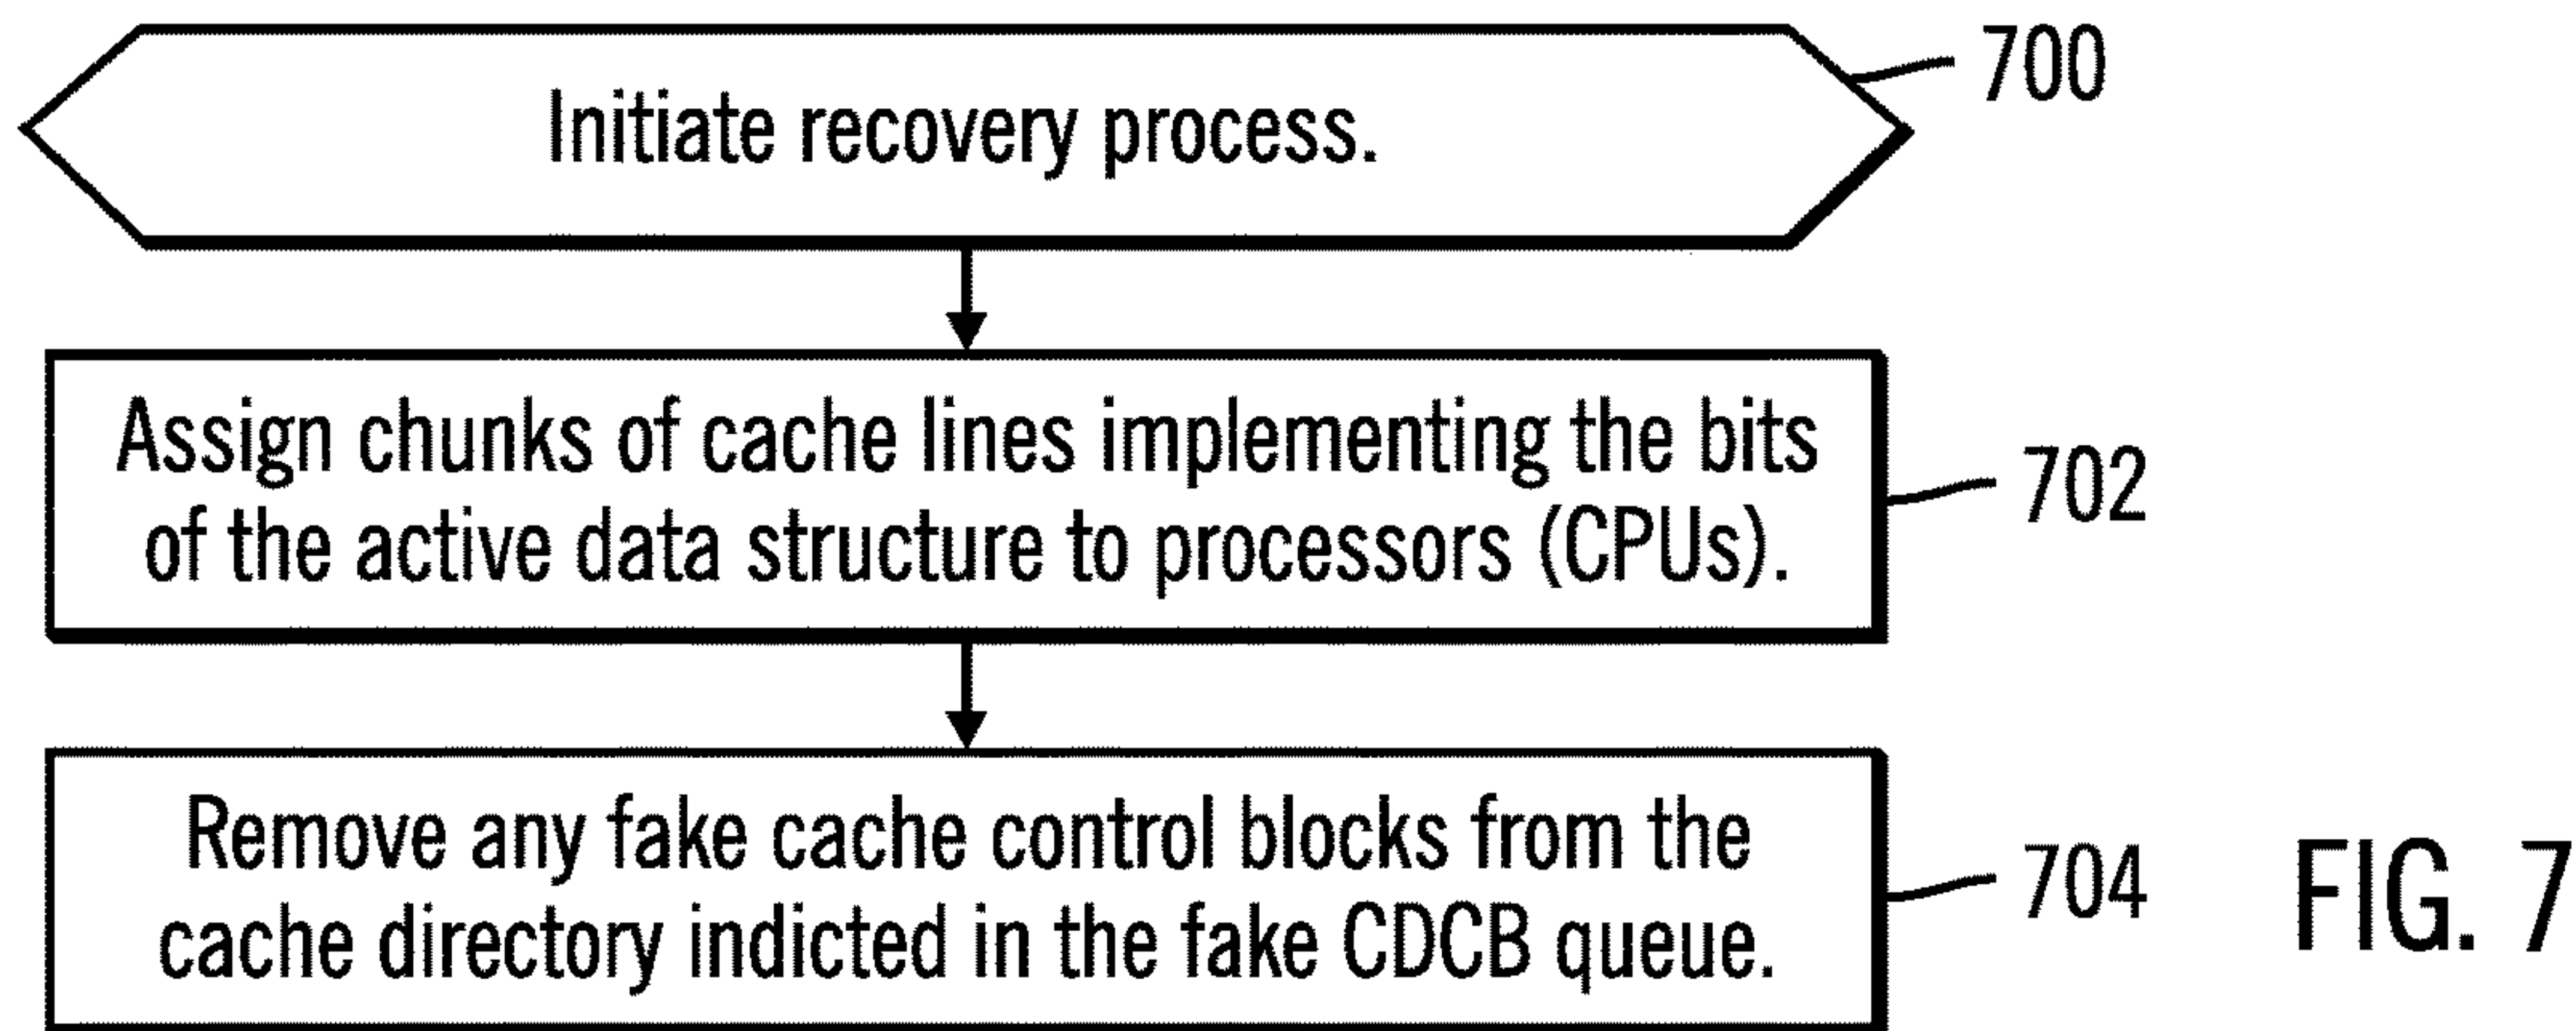 Initiate recovery process.
700
Assign chunks of cache lines implementing the bits
of the active data structure to processors (CPUs).
702
Remove any fake cache control blocks from the
cache directory indicted in the fake CDCB queue.
704
FIG. 7